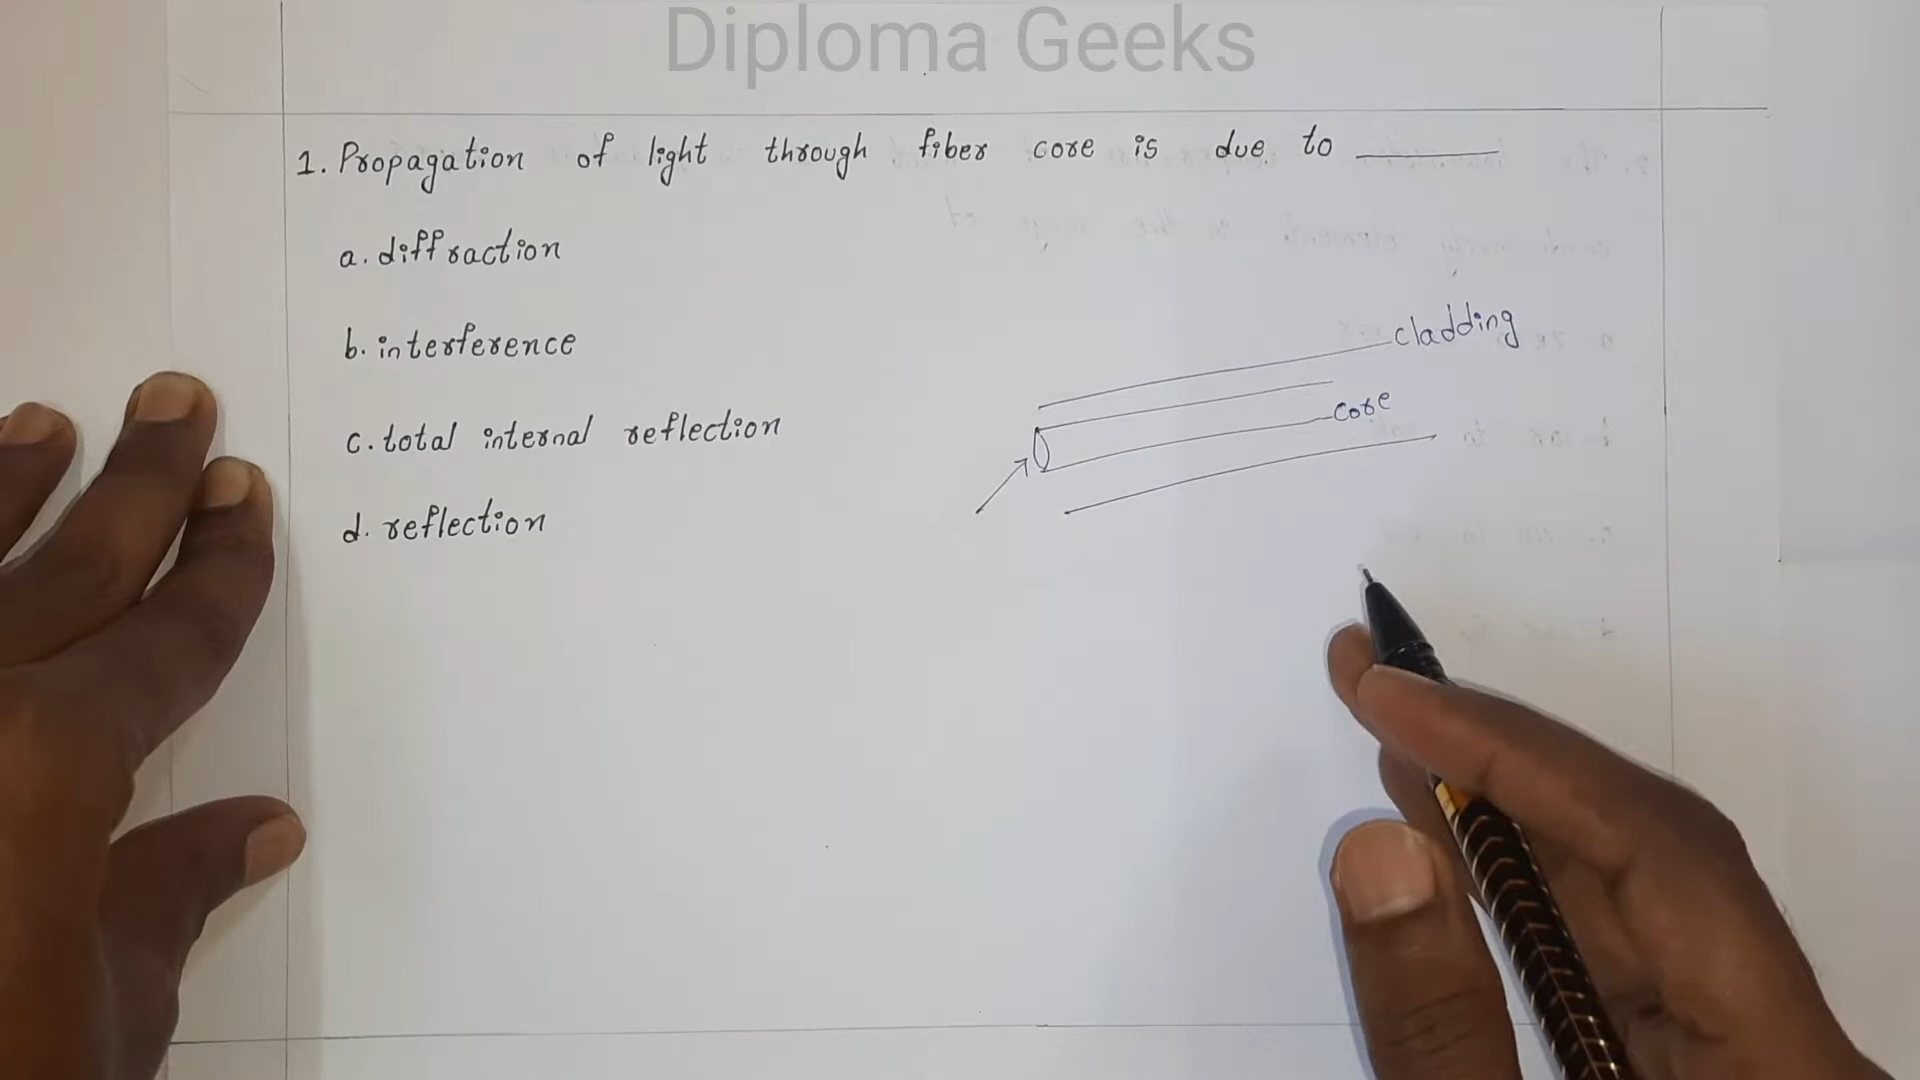 Diploma Geeks
1. Propagation of light through fiber core is due to ________
a. diffraction
b. interference
cladding
core
c. total internal reflection
d. reflection